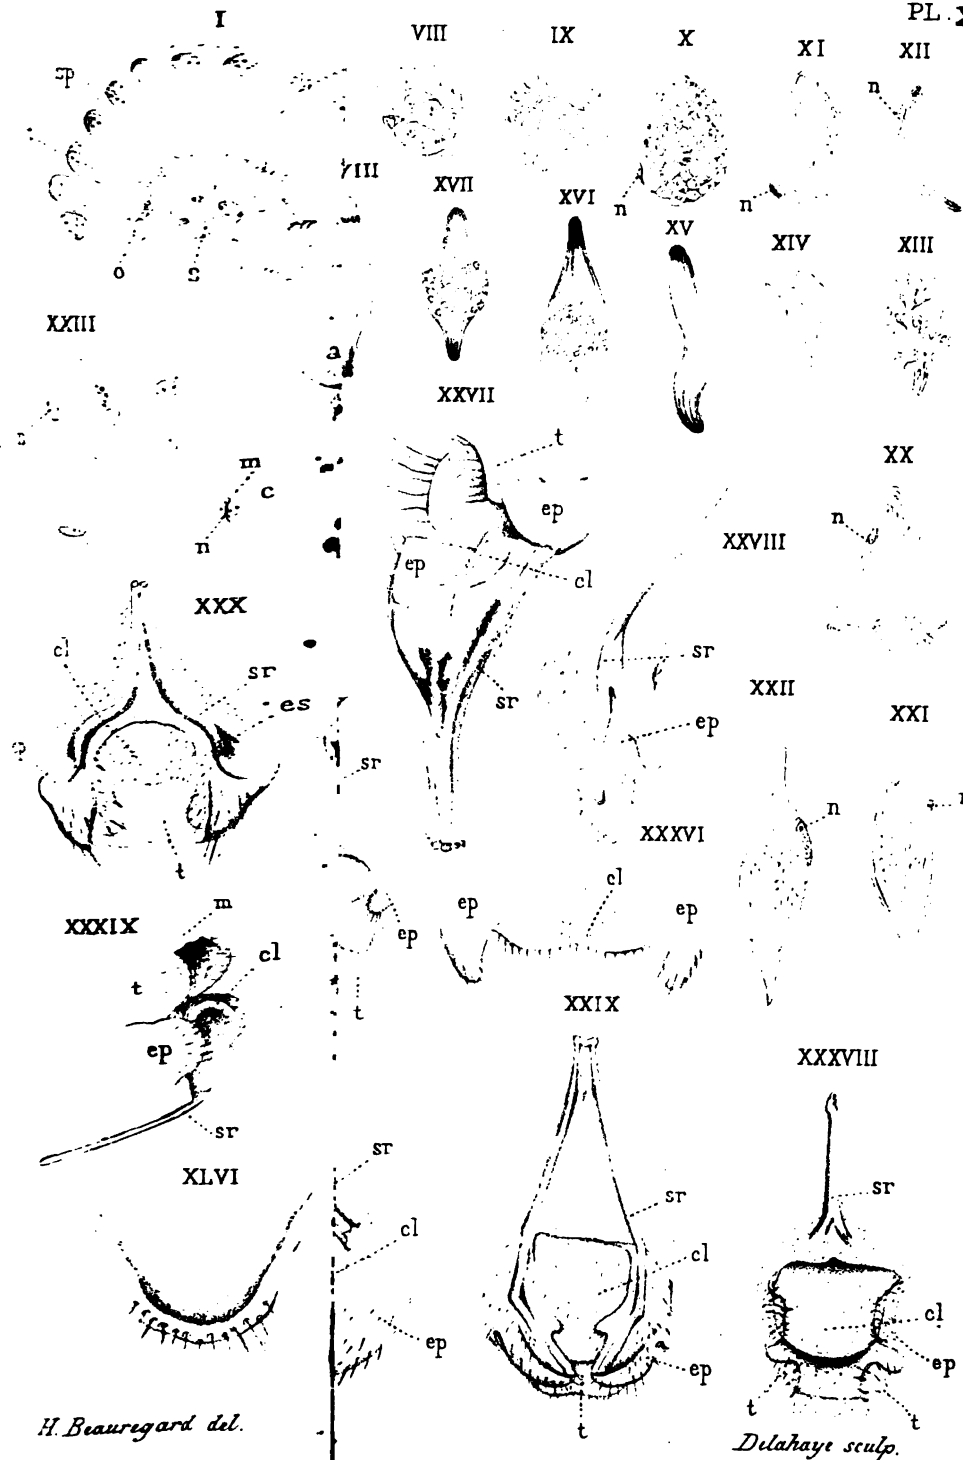 PL.
I
VIII
IX
X
XI
XII
sp
n
III
XVII
XVI
n
n
XV
XIV
XIII
o
S
XXIII
a
XXVII
t
XX
m
c
ep
n
n
XXVIII
ep
cl
XXX
cl
sr
sr
es
XXII
sr
ep
XXI
sr
n
XXXVI
t
cl
m
ep
ep
XXXIX
ep
cl
t
t
XXIX
ep
XXXVIII
sr
sr
XLVI
sr
sr
cl
cl
cl
ep
ep
ep
t
t
t
H. Beauregard del.
Delahaye sculp.